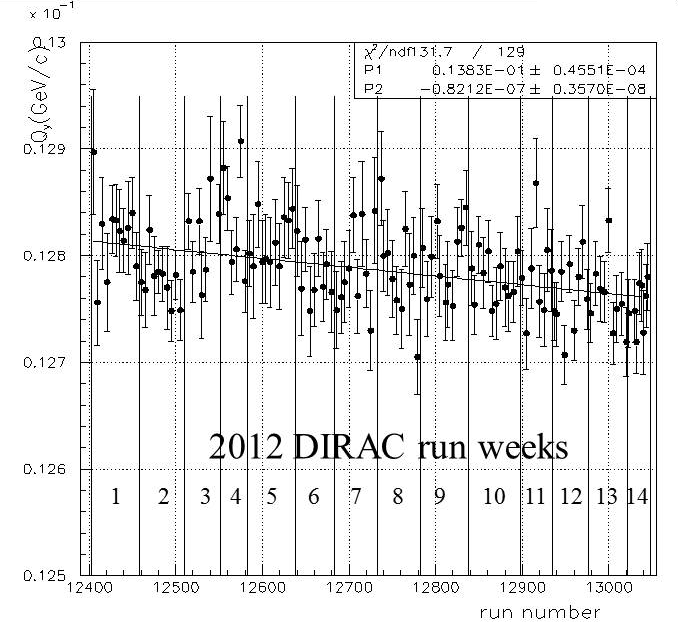 × 10⁻¹
Qᵧ(GeV/c)
0.13
χ²/ndf 131.7 / 129
P1 0.1383E-01 ± 0.4551E-04
P2 -0.8212E-07 ± 0.3570E-08
0.129
0.128
0.127
2012 DIRAC run weeks
0.126
1 2 3 4 5 6 7 8 9 10 11 12 13 14
0.125
12400 12500 12600 12700 12800 12900 13000
run number